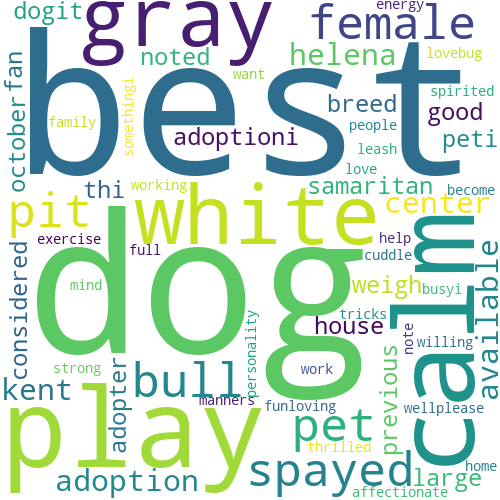 dogit
gray
female
energy
octoberfan
noted
helena
lovebug
best
want
spirited
family
somethingi
adoptioni
breed
good
people
peti
leash
thi
working
samaritan
love
become
pit
white
center
considered
exercise
full
dog
help
cuddle
calm
available
mind
weigh
busyi
house
tricks
note
willing
strong
personality
work
previous
kent
adopter
bull
manners
funloving
wellplease
play
pet
thrilled
adoption
spayed
large
home
affectionate